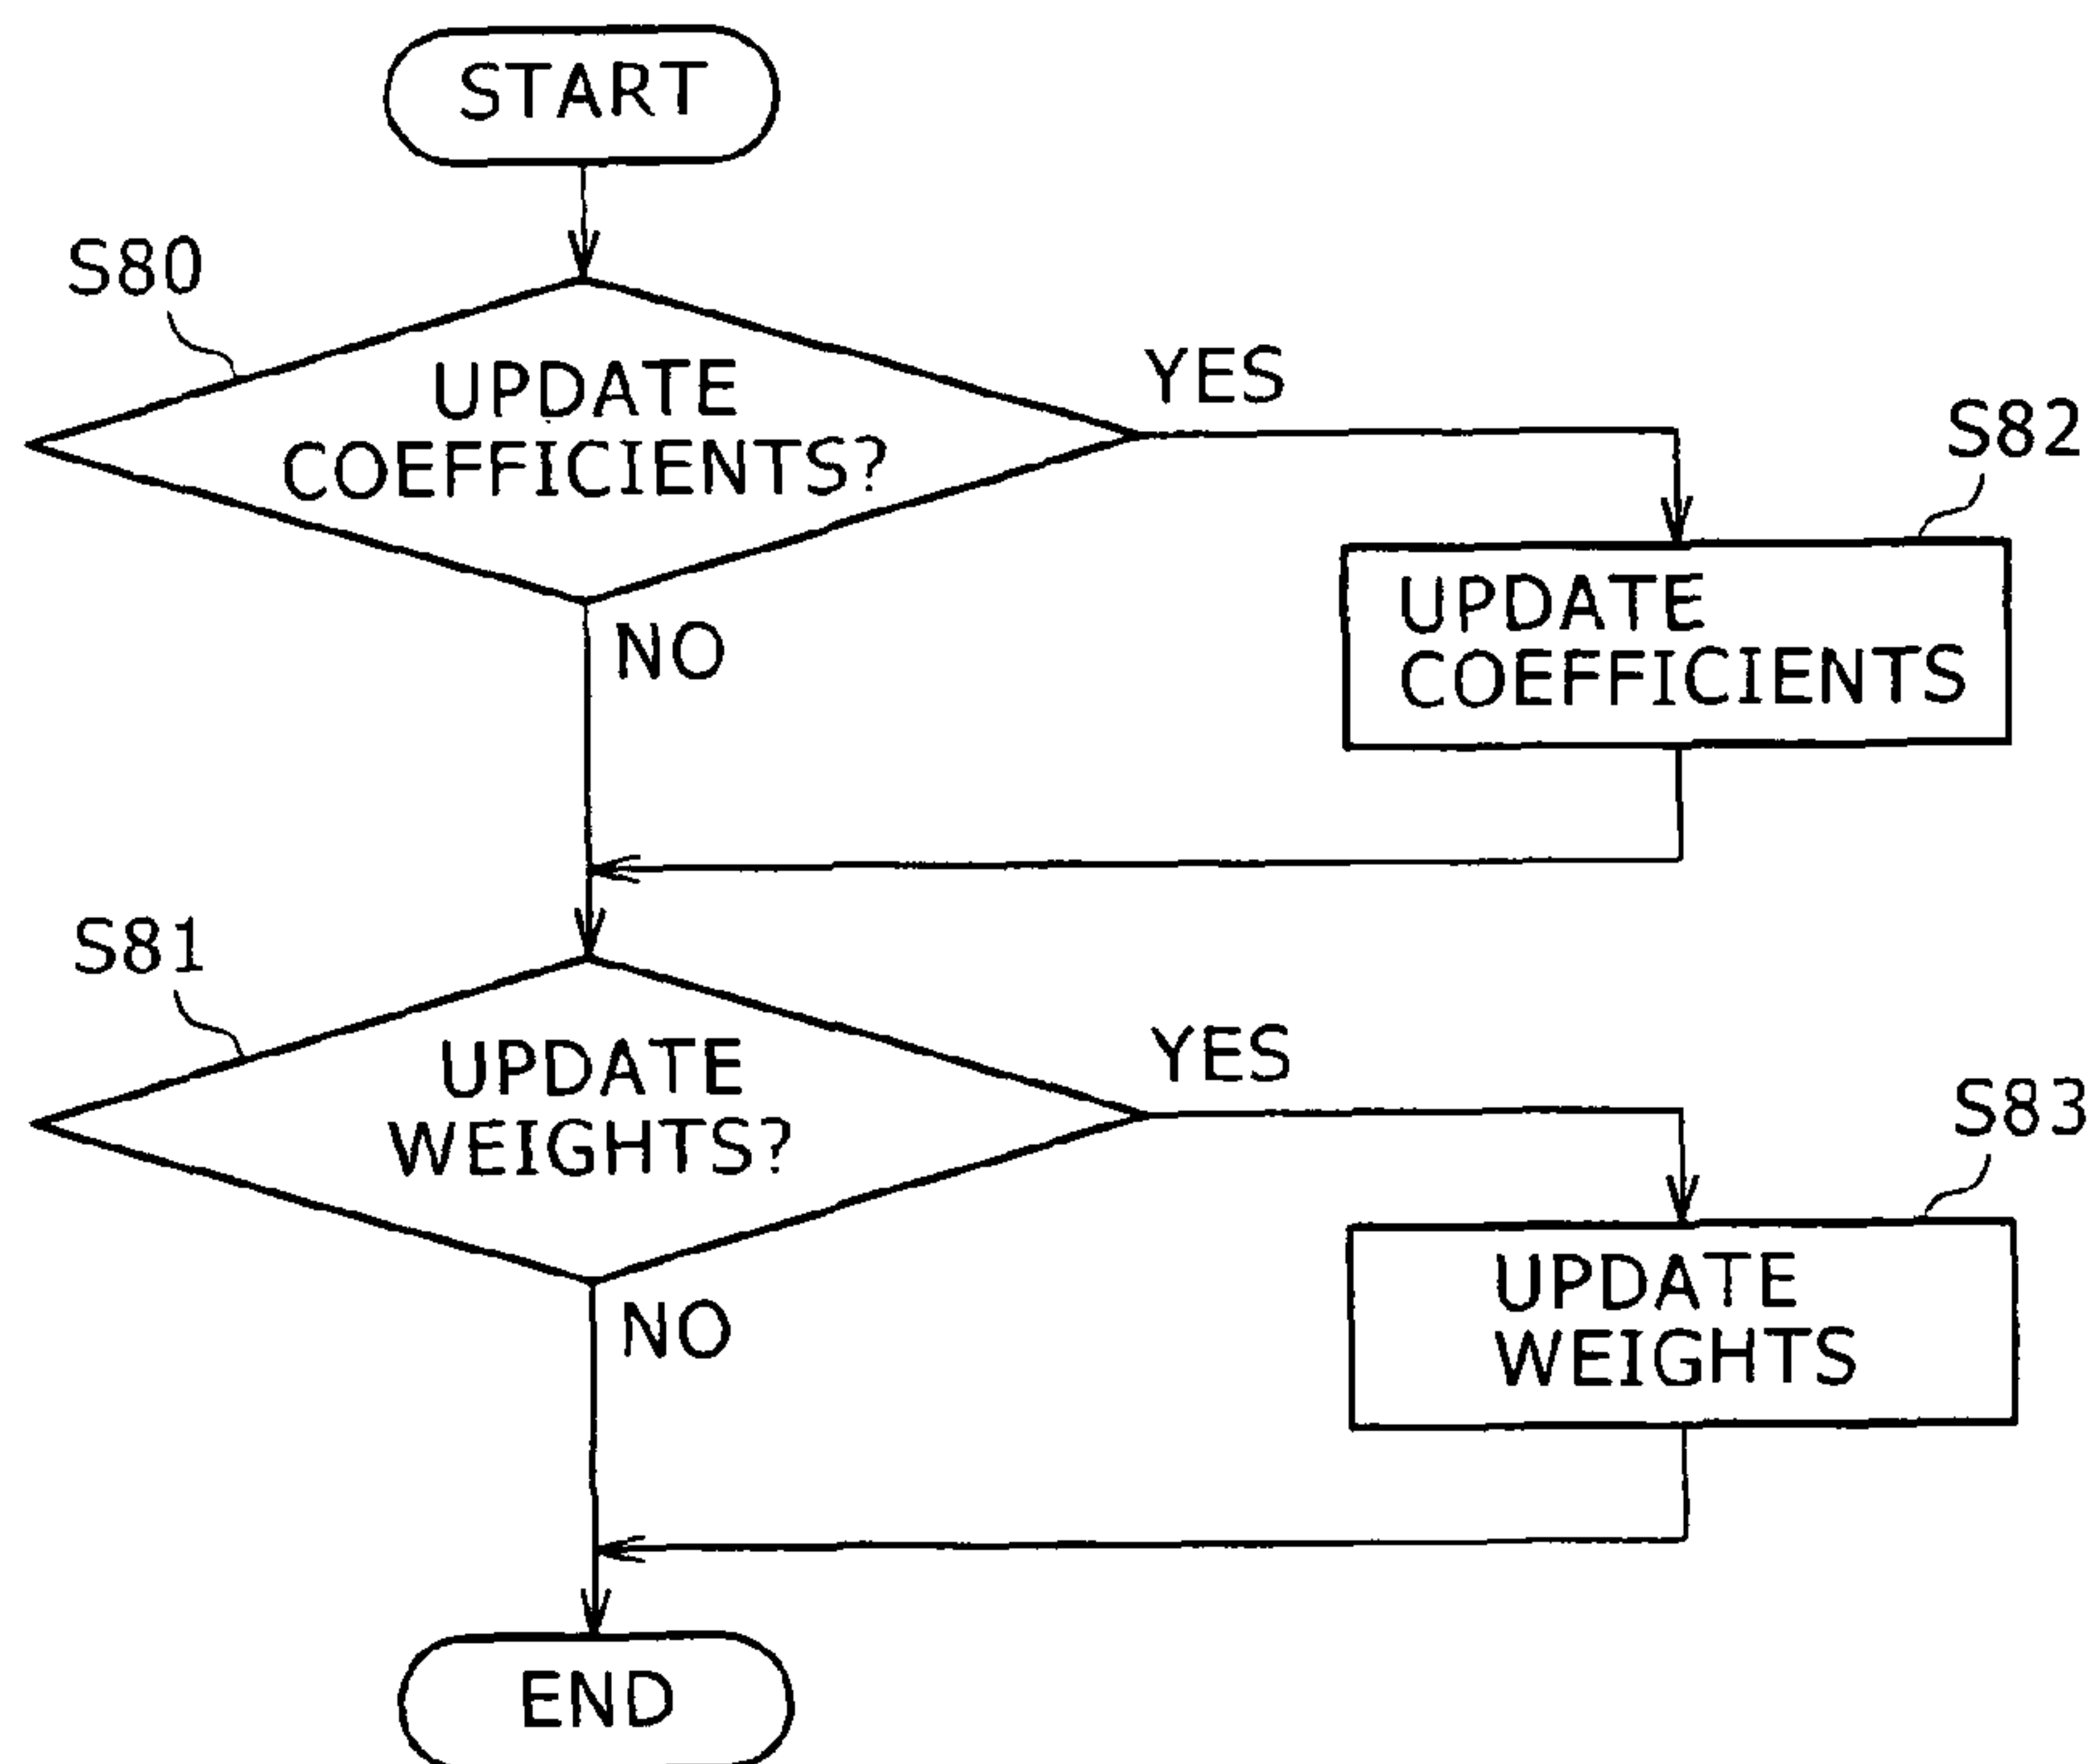 START
S80
UPDATE
COEFFICIENTS?
YES
S82
UPDATE
COEFFICIENTS
NO
S81
UPDATE
WEIGHTS?
YES
S83
UPDATE
WEIGHTS
NO
END